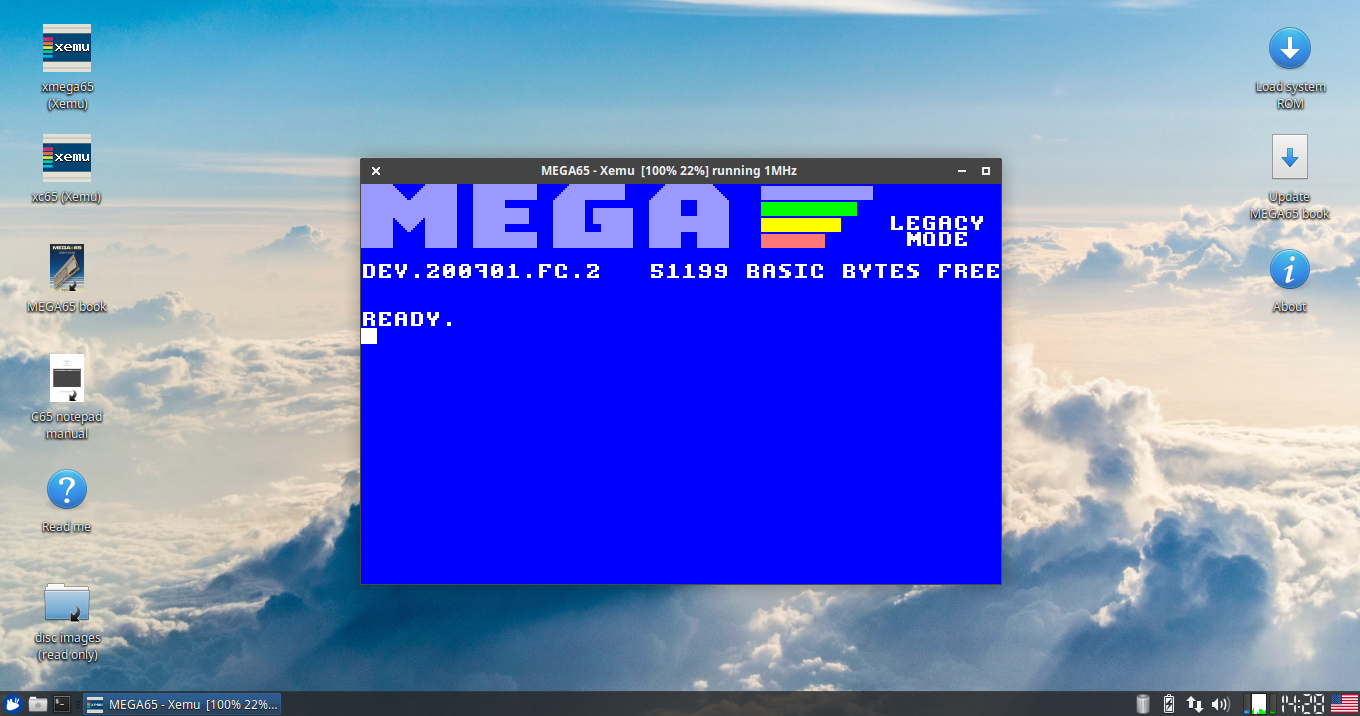 xemu
xmega65
(Xemu)
xemu
xc65 (Xemu)
MEGA65 book
C65 notepad
manual
Read me
disc images
(read only)
MEGA65 - Xemu [100% 22%] running 1MHz
MEGA
LEGACY
MODE
DEV.200701.FC.2 51199 BASIC BYTES FREE
READY.
Load system
ROM
Update
MEGA65 book
About
MEGA65 - Xemu [100% 22%...
14:28